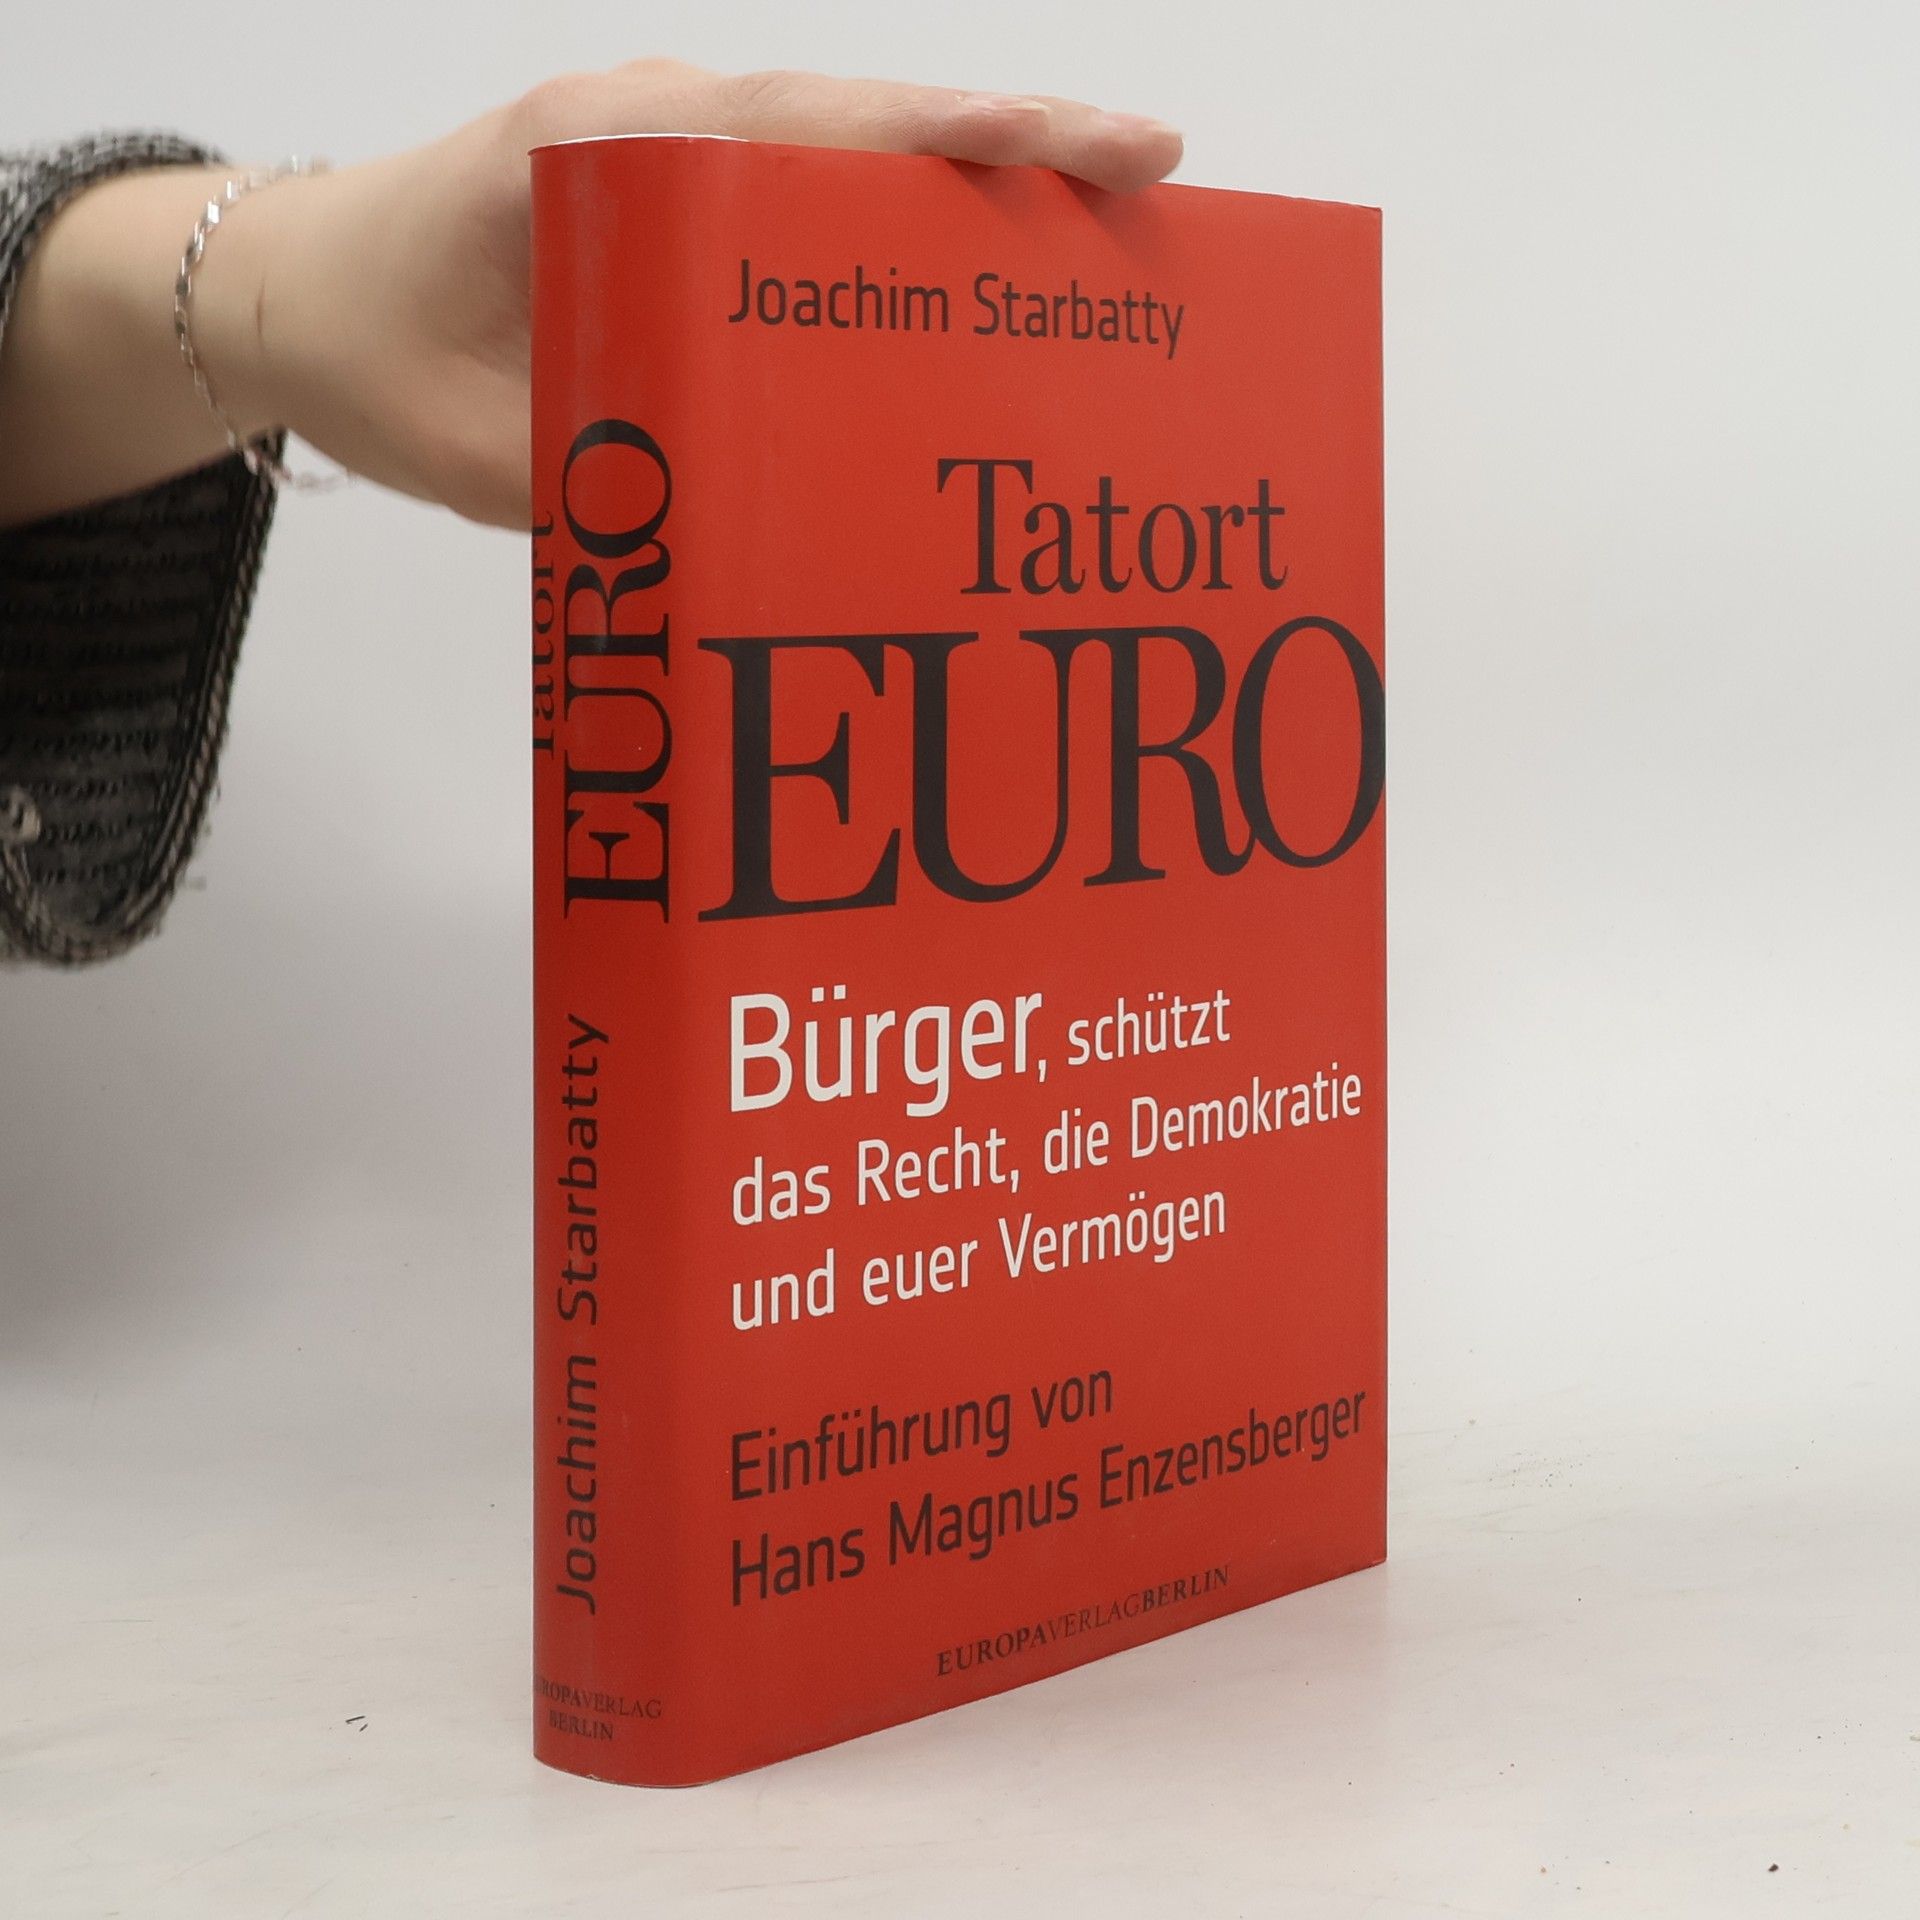 Joachim Starbatty
Tatort
EURO
Bürger, schützt
das Recht, die Demokratie
und euer Vermögen
Einführung von
Hans Magnus Enzensberger
EUROPAVERLAGBERLIN
Tatort
EURO
Joachim Starbatty
EUROPAVERLAG
BERLIN